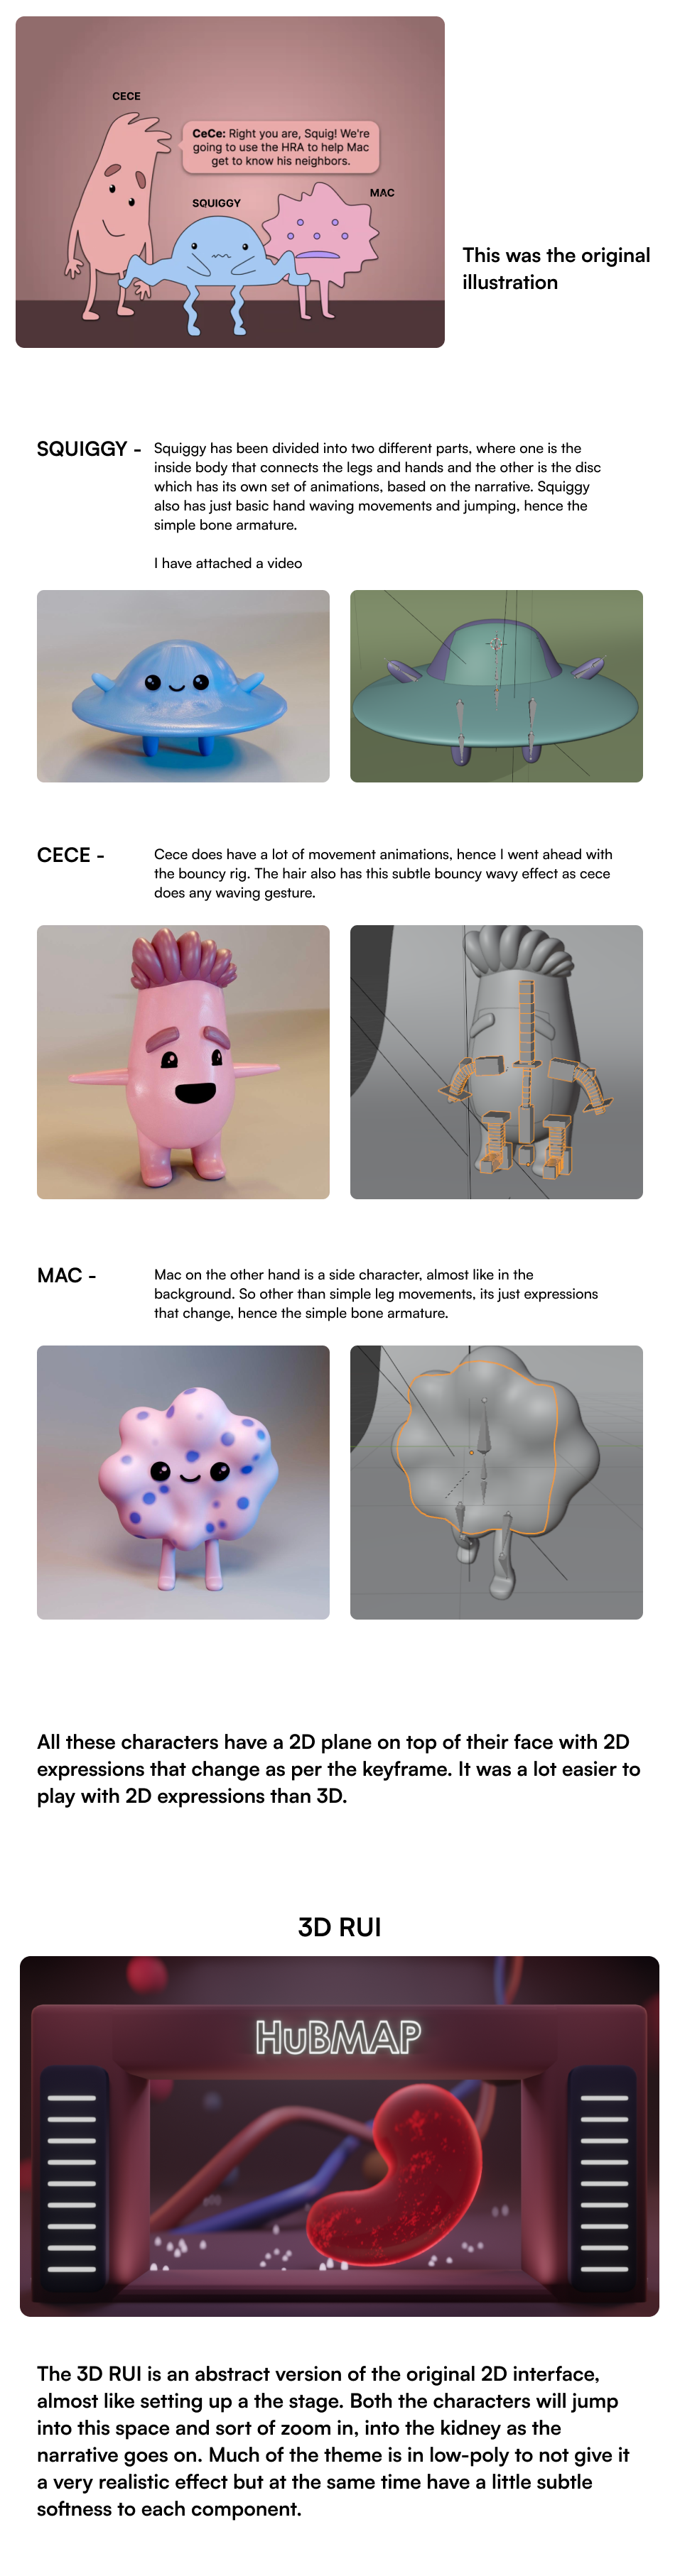 CECE
CeCe: Right you are, Squig! We're
going to use the HRA to help Mac
get to know his neighbors.
SQUIGGY
MAC
This was the original
illustration
SQUIGGY -
Squiggy has been divided into two different parts, where one is the
inside body that connects the legs and hands and the other is the disc
which has its own set of animations, based on the narrative. Squiggy
also has just basic hand waving movements and jumping, hence the
simple bone armature.
I have attached a video
CECE -
Cece does have a lot of movement animations, hence I went ahead with
the bouncy rig. The hair also has this subtle bouncy wavy effect as cece
does any waving gesture.
MAC -
Mac on the other hand is a side character, almost like in the
background. So other than simple leg movements, its just expressions
that change, hence the simple bone armature.
All these characters have a 2D plane on top of their face with 2D
expressions that change as per the keyframe. It was a lot easier to
play with 2D expressions than 3D.
3D RUI
HuBMAP
The 3D RUI is an abstract version of the original 2D interface,
almost like setting up a the stage. Both the characters will jump
into this space and sort of zoom in, into the kidney as the
narrative goes on. Much of the theme is in low-poly to not give it
a very realistic effect but at the same time have a little subtle
softness to each component.